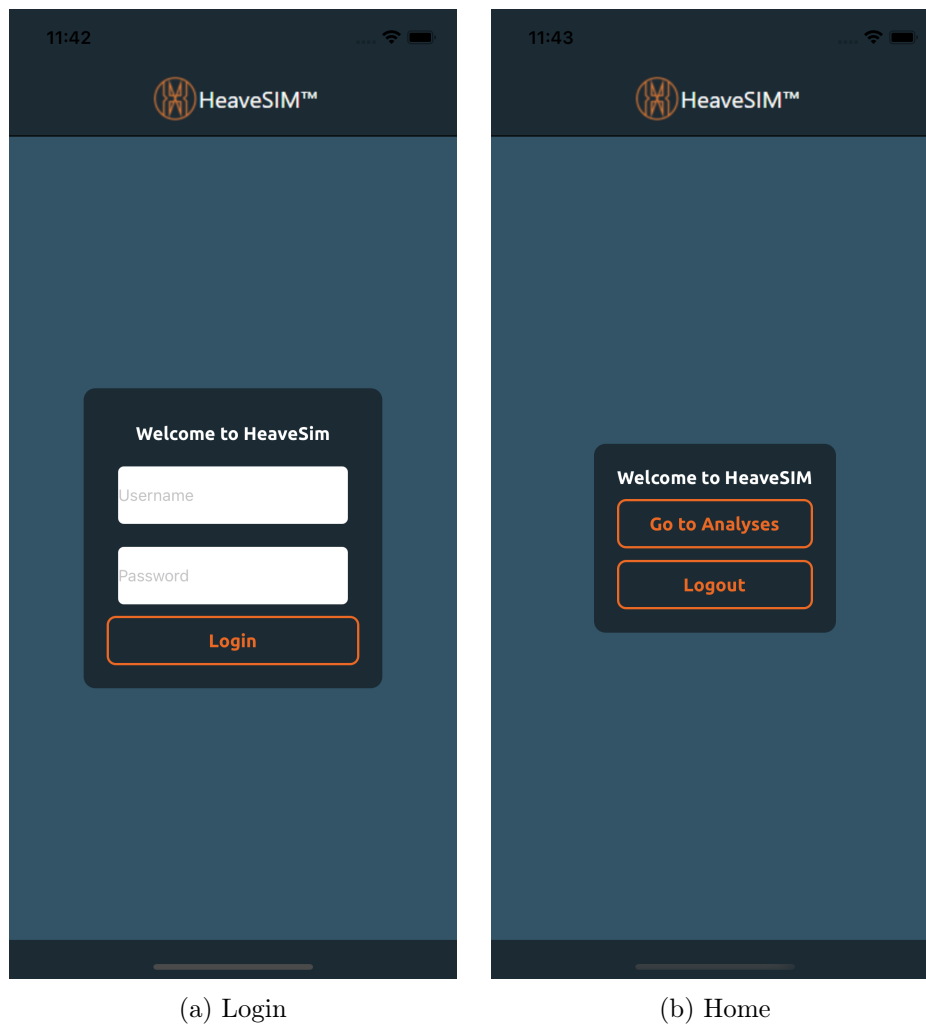 11:42
HeaveSIM™
Welcome to HeaveSim
Username
Password
Login
(a) Login
11:43
HeaveSIM™
Welcome to HeaveSIM
Go to Analyses
Logout
(b) Home